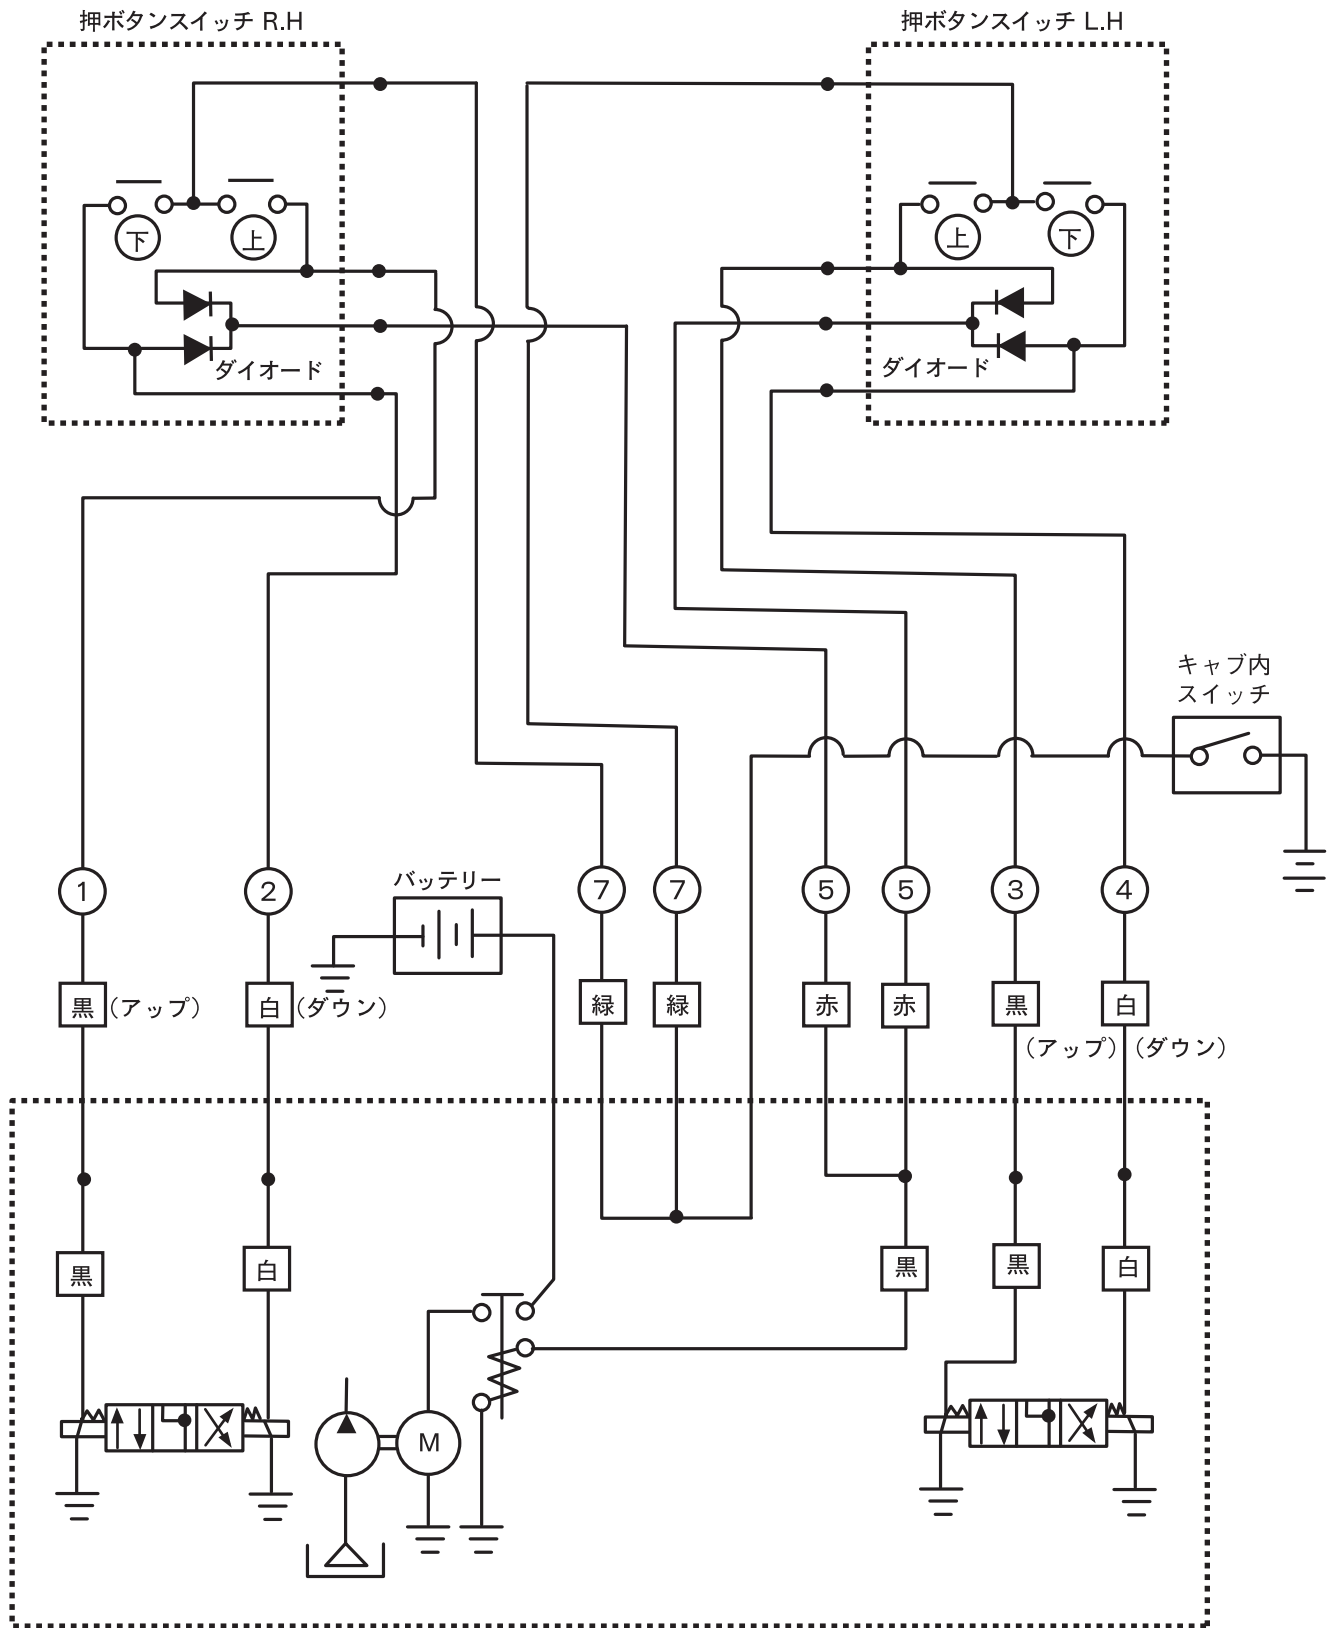 押ボタンスイッチ R.H
押ボタンスイッチ L.H
下
上
上
下
ダイオード
ダイオード
キャブ内
スイッチ
1
2
バッテリー
7
7
5
5
3
4
黒
（アップ）
白
（ダウン）
緑
緑
赤
赤
黒
白
（アップ）
（ダウン）
黒
白
黒
黒
白
M